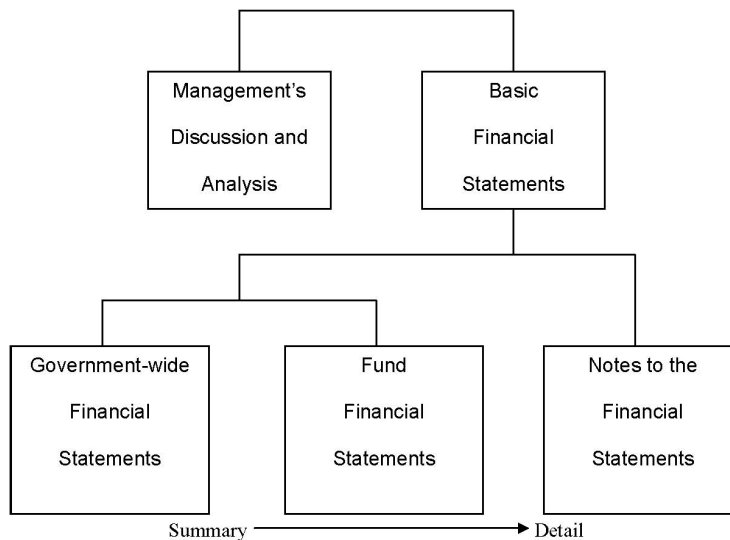 Management's
Discussion and
Analysis
Basic
Financial
Statements
Government-wide
Financial
Statements
Fund
Financial
Statements
Notes to the
Financial
Statements
Summary
Detail